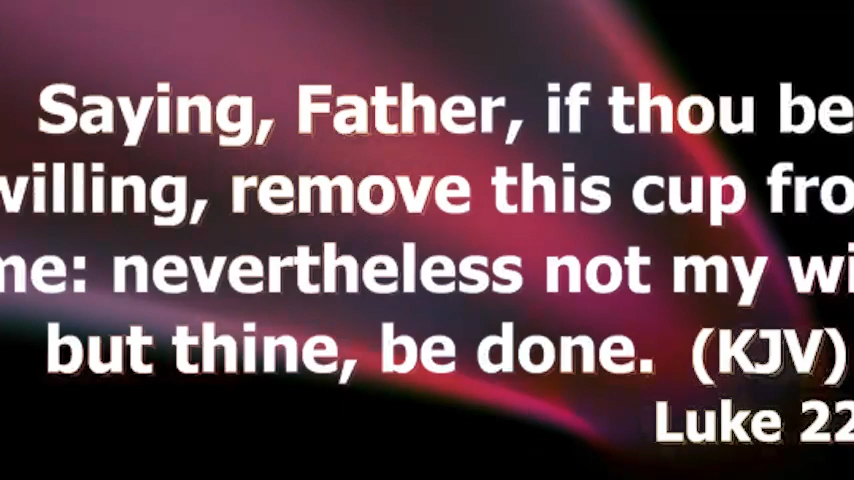 Saying, Father, if thou be
willing, remove this cup fro
me: nevertheless not my wi
but thine, be done. (KJV)
Luke 22